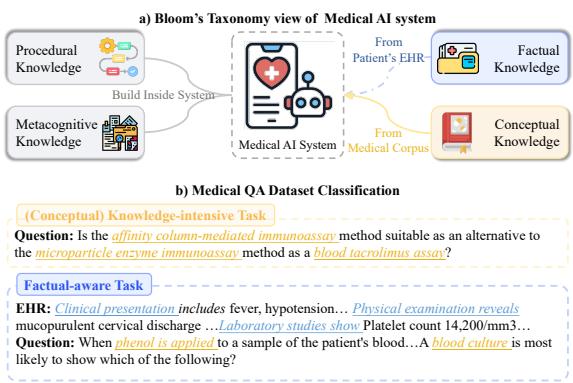 a) Bloom's Taxonomy view of Medical AI system
Procedural
Knowledge
Metacognitive
Knowledge
Build Inside System
Medical AI System
From
Patient's EHR
From
Medical Corpus
Factual
Knowledge
Conceptual
Knowledge
b) Medical QA Dataset Classification
(Conceptual) Knowledge-intensive Task
Question: Is the affinity column-mediated immunoassay method suitable as an alternative to
the microparticle enzyme immunoassay method as a blood tacrolimus assay?
Factual-aware Task
EHR: Clinical presentation includes fever, hypotension… Physical examination reveals
mucopurulent cervical discharge …Laboratory studies show Platelet count 14,200/mm3…
Question: When phenol is applied to a sample of the patient's blood…A blood culture is most
likely to show which of the following?